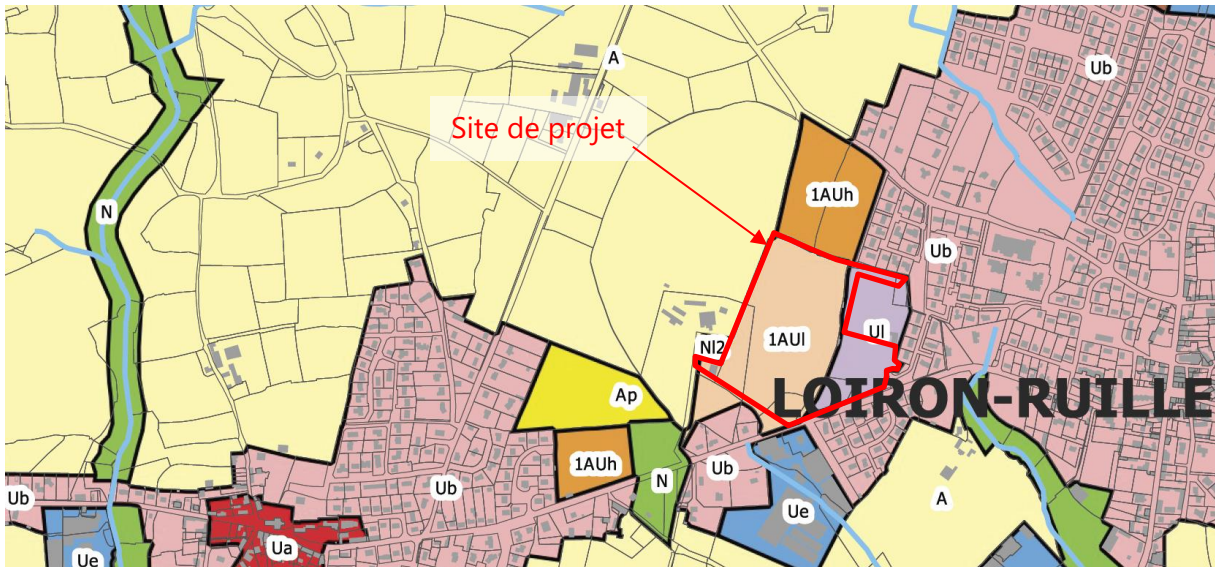 A
Ub
Site de projet
1AUh
N
Ub
Ul
Nl2
1AUl
LOIRON-RUILLE
Ap
1AUh
N
Ub
Ub
Ub
Ue
A
Ua
Ue